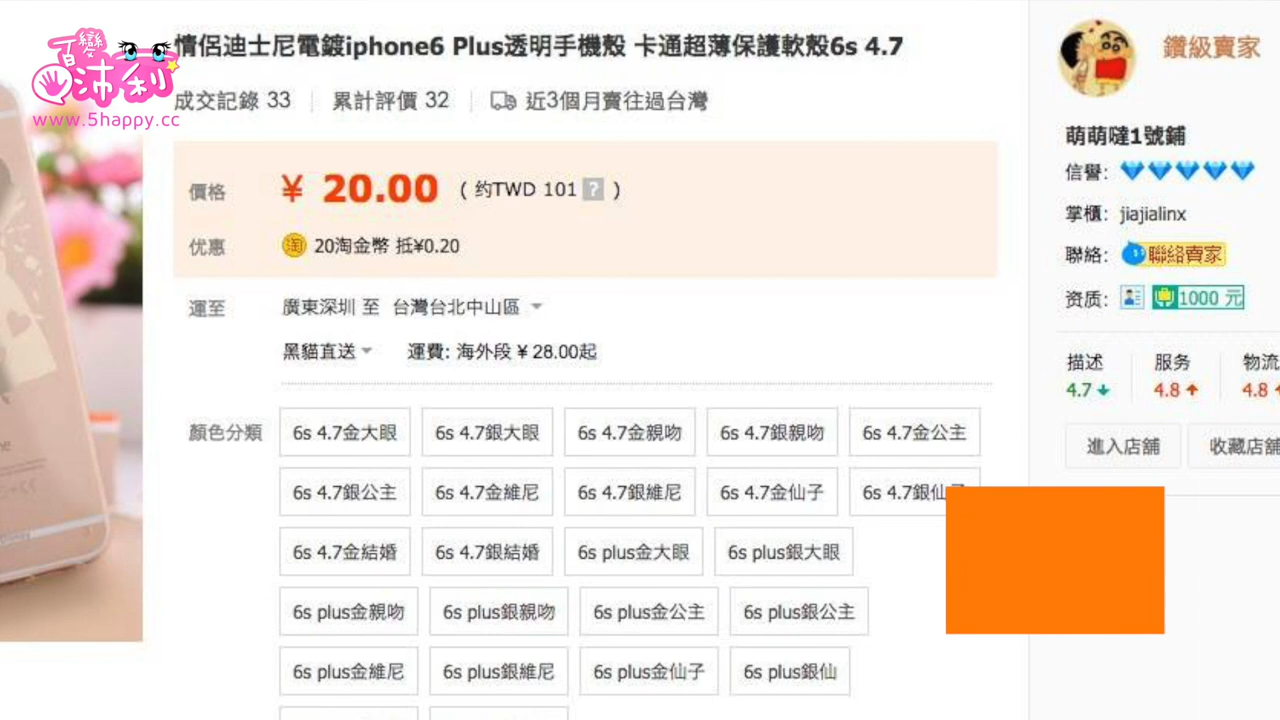 情侶迪士尼電鍍iphone6 Plus透明手機殼 卡通超薄保護軟殼6s 4.7
百變沛利
www.5happy.cc
成交記錄 33 累計評價 32 近3個月賣往過台灣
價格 ¥ 20.00 ( 约TWD 101 ? )
优惠 淘 20淘金幣 抵¥0.20
運至 廣東深圳 至 台灣台北中山區
黑貓直送 運費: 海外段 ¥ 28.00起
顏色分類 6s 4.7金大眼 6s 4.7銀大眼 6s 4.7金親吻 6s 4.7銀親吻 6s 4.7金公主
6s 4.7銀公主 6s 4.7金維尼 6s 4.7銀維尼 6s 4.7金仙子 6s 4.7銀仙
6s 4.7金結婚 6s 4.7銀結婚 6s plus金大眼 6s plus銀大眼
6s plus金親吻 6s plus銀親吻 6s plus金公主 6s plus銀公主
6s plus金維尼 6s plus銀維尼 6s plus金仙子 6s plus銀仙
鑽級賣家
萌萌噠1號鋪
信譽:
掌櫃: jiajialinx
聯絡: 聯絡賣家
资质: 1000 元
描述 服务 物流
4.7 4.8 4.8
進入店舖 收藏店舖